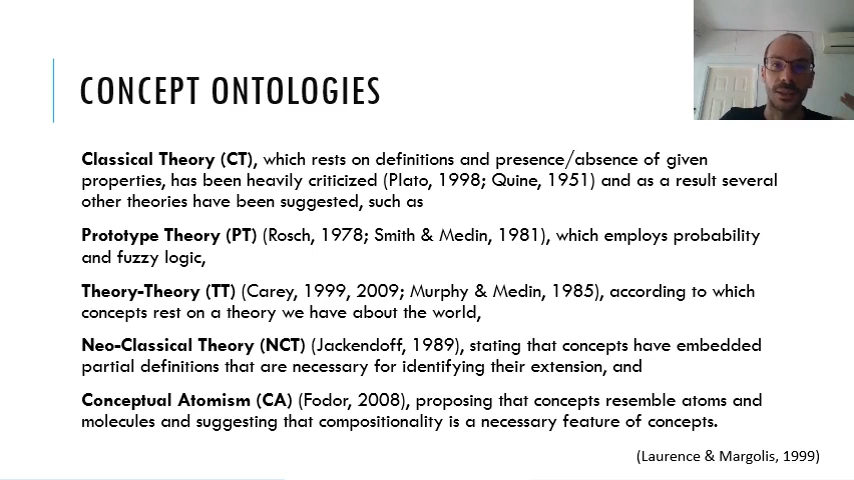 CONCEPT ONTOLOGIES
Classical Theory (CT), which rests on definitions and presence/absence of given
properties, has been heavily criticized (Plato, 1998; Quine, 1951) and as a result several
other theories have been suggested, such as
Prototype Theory (PT) (Rosch, 1978; Smith & Medin, 1981), which employs probability
and fuzzy logic,
Theory-Theory (TT) (Carey, 1999, 2009; Murphy & Medin, 1985), according to which
concepts rest on a theory we have about the world,
Neo-Classical Theory (NCT) (Jackendoff, 1989), stating that concepts have embedded
partial definitions that are necessary for identifying their extension, and
Conceptual Atomism (CA) (Fodor, 2008), proposing that concepts resemble atoms and
molecules and suggesting that compositionality is a necessary feature of concepts.
(Laurence & Margolis, 1999)